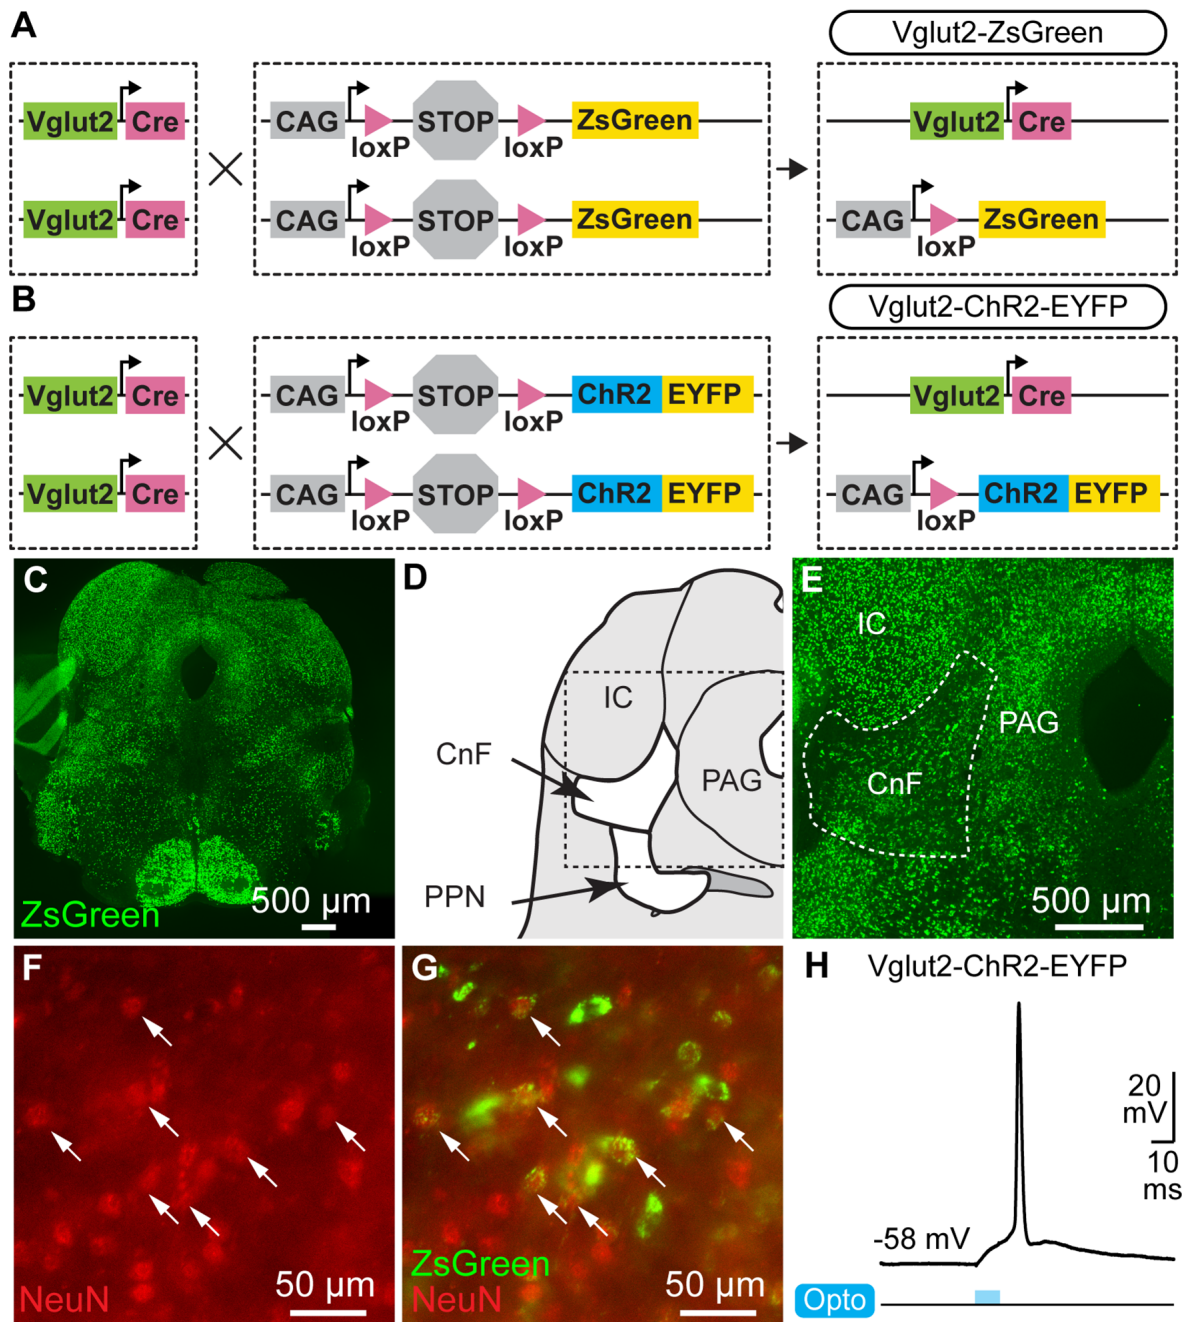 A
Vglut2-ZsGreen
Vglut2 Cre
CAG loxP STOP loxP ZsGreen
Vglut2 Cre
Vglut2 Cre
CAG loxP STOP loxP ZsGreen
CAG loxP ZsGreen
B
Vglut2-ChR2-EYFP
Vglut2 Cre
CAG loxP STOP loxP ChR2 EYFP
Vglut2 Cre
Vglut2 Cre
CAG loxP STOP loxP ChR2 EYFP
CAG loxP ChR2 EYFP
C
ZsGreen
500 µm
D
IC
CnF
PAG
PPN
E
IC
PAG
CnF
500 µm
F
NeuN
50 µm
G
ZsGreen
NeuN
50 µm
H
Vglut2-ChR2-EYFP
20
mV
10
ms
-58 mV
Opto